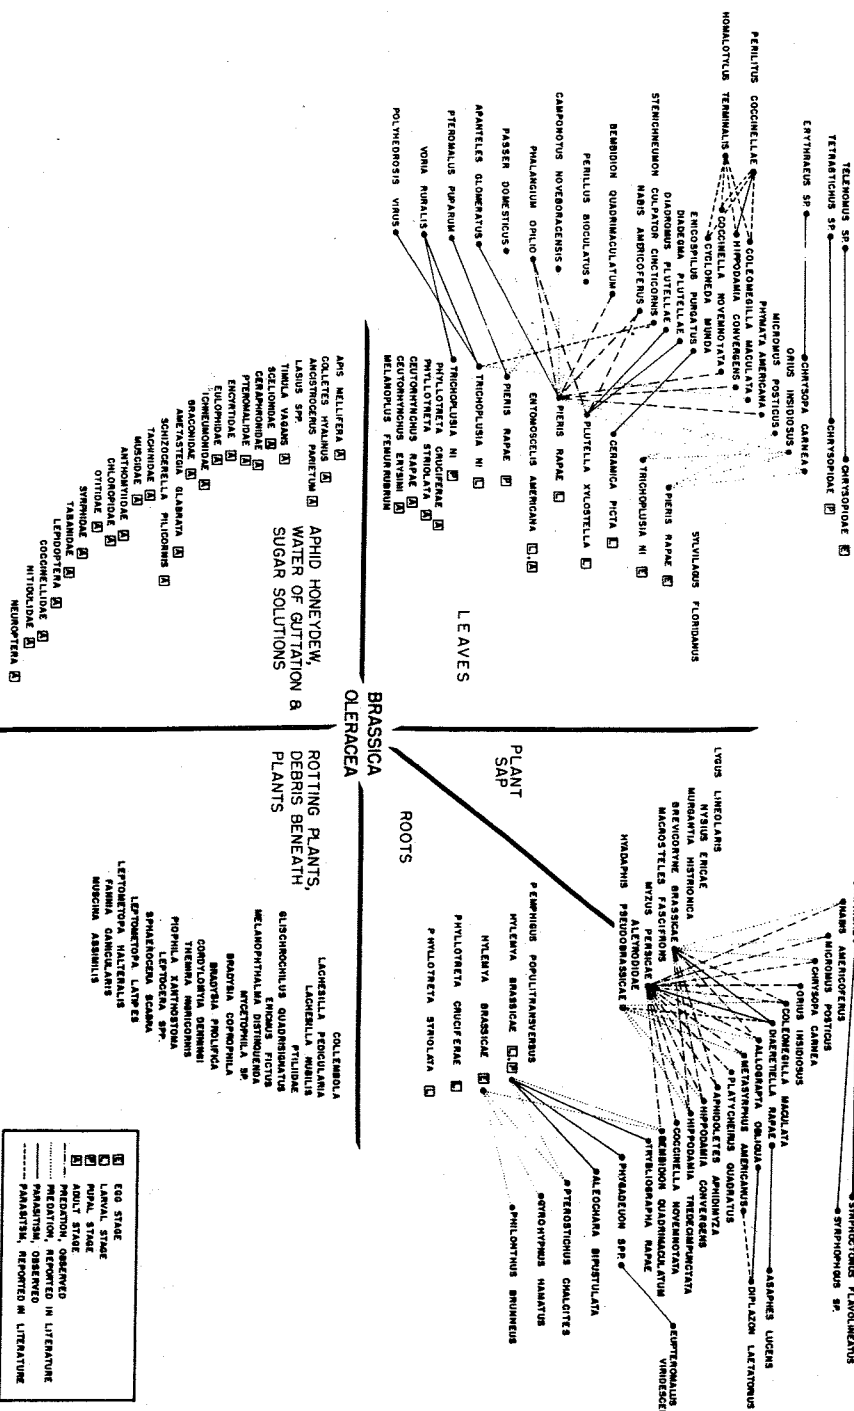 TELENOMUS SP.
CHRYSOPIDAE E
TETRASTICHUS SP.
CHRYSOPIDAE P
ERYTHRAEUS SP.
CHRYSOPA CARNEA
ORIUS INSIDIOSUS
MICROMUS POSTICUS
PHYMATA AMERICANA
PERILITUS COCCINELLAE
COLEOMEGILLA MACULATA
HIPPODAMIA CONVERGENS
HOMALOTYLUS TERMINALIS
COCCINELLA NOVEMNOTATA
CYCLONEDA MUNDA
ENICOSPILUS PURGATUS
DIADEGMA PLUTELLAE
DIADROMUS PLUTELLAE
STENICHNEUMON CULPATOR CINCTICORNIS
NABIS AMERICOFERUS
BEMBIDION QUADRIMACULATUM
PERILLUS BIOCULATUS
CAMPONOTUS NOVEBORACENSIS
PHALANGIUM OPILIO
PASSER DOMESTICUS
APANTELES GLOMERATUS
PTEROMALUS PUPARUM
VORIA RURALIS
POLYHEDROSIS VIRUS
SYLVILAGUS FLORIDANUS
PIERIS RAPAE E
TRICHOPLUSIA NI E
CERAMICA PICTA L
PLUTELLA XYLOSTELLA L
PIERIS RAPAE L
ENTOMOSCELIS AMERICANA L,A
PIERIS RAPAE P
TRICHOPLUSIA NI L
TRICHOPLUSIA NI P
PHYLLOTRETA CRUCIFERAE A
PHYLLOTRETA STRIOLATA A
CEUTORHYNCHUS RAPAE A
CEUTORHYNCHUS ERYSIMI A
MELANOPLUS FEMURRUBRUM
LEAVES
SYRPHOCTONUS FLAVOLINEATUS
SYRPHOPHGUS SP.
NABIS AMERICOFERUS
MICROMUS POSTICUS
CHRYSOPA CARNEA
ORIUS INSIDIOSUS
COLEOMEGILLA MACULATA
DIAERETIELLA RAPAE
ASAPHES LUCENS
ALLOGRAPTA OBLIQUA
DIPLAZON LAETATORIUS
METASYRPHUS AMERICANUS
PLATYCHEIRUS QUADRATUS
APHIDOLETES APHIDIMYZA
HIPPODAMIA CONVERGENS
HIPPODAMIA TREDECIMPUNCTATA
COCCINELLA NOVEMNOTATA
BEMBIDION QUADRIMACULATUM
TRYBLIOGRAPHA RAPAE
PHYGADEUON SPP.
EUPTEROMALUS
ALEOCHARA BIPUSTULATA
PTEROSTICHUS CHALCITES
GYROHYPNUS HAMATUS
PHILONTHUS BRUNNEUS
LYGUS LINEOLARIS
NYSIUS ERICAE
MURGANTIA HISTRIONICA
BREVICORYNE BRASSICAE
MACROSTELES FASCIFRONS
MYZUS PERSICAE
ALEYRODIDAE
HYADAPHIS PSEUDOBRASSICAE
PLANT
SAP
PEMPHIGUS POPULITRANSVERSUS
HYLEMYA BRASSICAE L,P
HYLEMYA BRASSICAE E
PHYLLOTRETA CRUCIFERAE L
PHYLLOTRETA STRIOLATA L
ROOTS
BRASSICA
OLERACEA
APHID HONEYDEW,
WATER OF GUTTATION &
SUGAR SOLUTIONS
APIS MELLIFERA A
COLLETES HYALINUS A
ANCISTROCERUS PARIETUM A
LASIUS SPP.
TIMULA VAGANS A
SCELIONIDAE A
CERAPHRONIDAE A
PTEROMALIDAE A
ENCYRTIDAE A
EULOPHIDAE A
ICHNEUMONIDAE A
BRACONIDAE A
AMETASTEGIA GLABRATA A
SCHIZOCERELLA PILICORNIS A
TACHINIDAE A
MUSCIDAE A
ANTHOMYIIDAE A
CHLOROPIDAE A
OTITIDAE A
SYRPHIDAE A
TABANIDAE A
LEPIDOPTERA A
COCCINELLIDAE A
NITIDULIDAE A
NEUROPTERA A
ROTTING PLANTS,
DEBRIS BENEATH
PLANTS
COLLEMBOLA
LACHESILLA PEDICULARIA
LACHESILLA NUBILIS
PTILIIDAE
GLISCHROCHILUS QUADRISIGNATUS
ENICMUS FICTUS
MELANOPHTHALMA DISTINGUENDA
MYCETOPHILA SP.
BRADYSIA COPROPHILA
BRADYSIA PROLIFICA
CORDYLOMYIA DENNINGI
THEMIRA NIGRICORNIS
PIOPHILA XANTHOSTOMA
LEPTOCERA SPP.
SPHAEROCERA SCABRA
LEPTOMETOPA LATIPES
LEPTOMETOPA HALTERALIS
FANNIA CANICULARIS
MUSCINA ASSIMILIS
E EGG STAGE
L LARVAL STAGE
P PUPAL STAGE
A ADULT STAGE
PREDATION, OBSERVED
PREDATION, REPORTED IN LITERATURE
PARASITISM, OBSERVED
PARASITISM, REPORTED IN LITERATURE